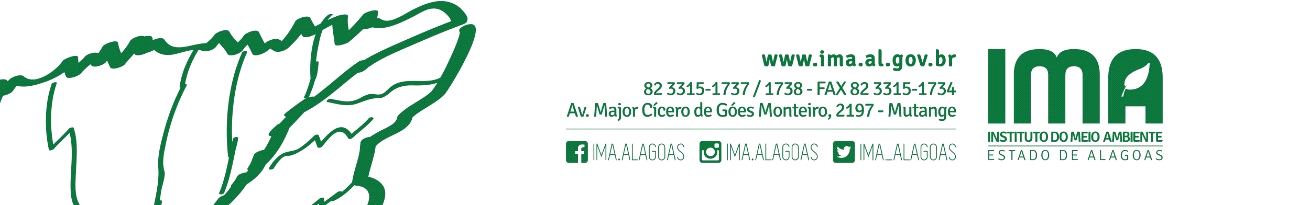 www.ima.al.gov.br
82 3315-1737 / 1738 - FAX 82 3315-1734
Av. Major Cícero de Góes Monteiro, 2197 - Mutange
IMA.ALAGOAS IMA.ALAGOAS IMA_ALAGOAS
IMA
INSTITUTO DO MEIO AMBIENTE
ESTADO DE ALAGOAS